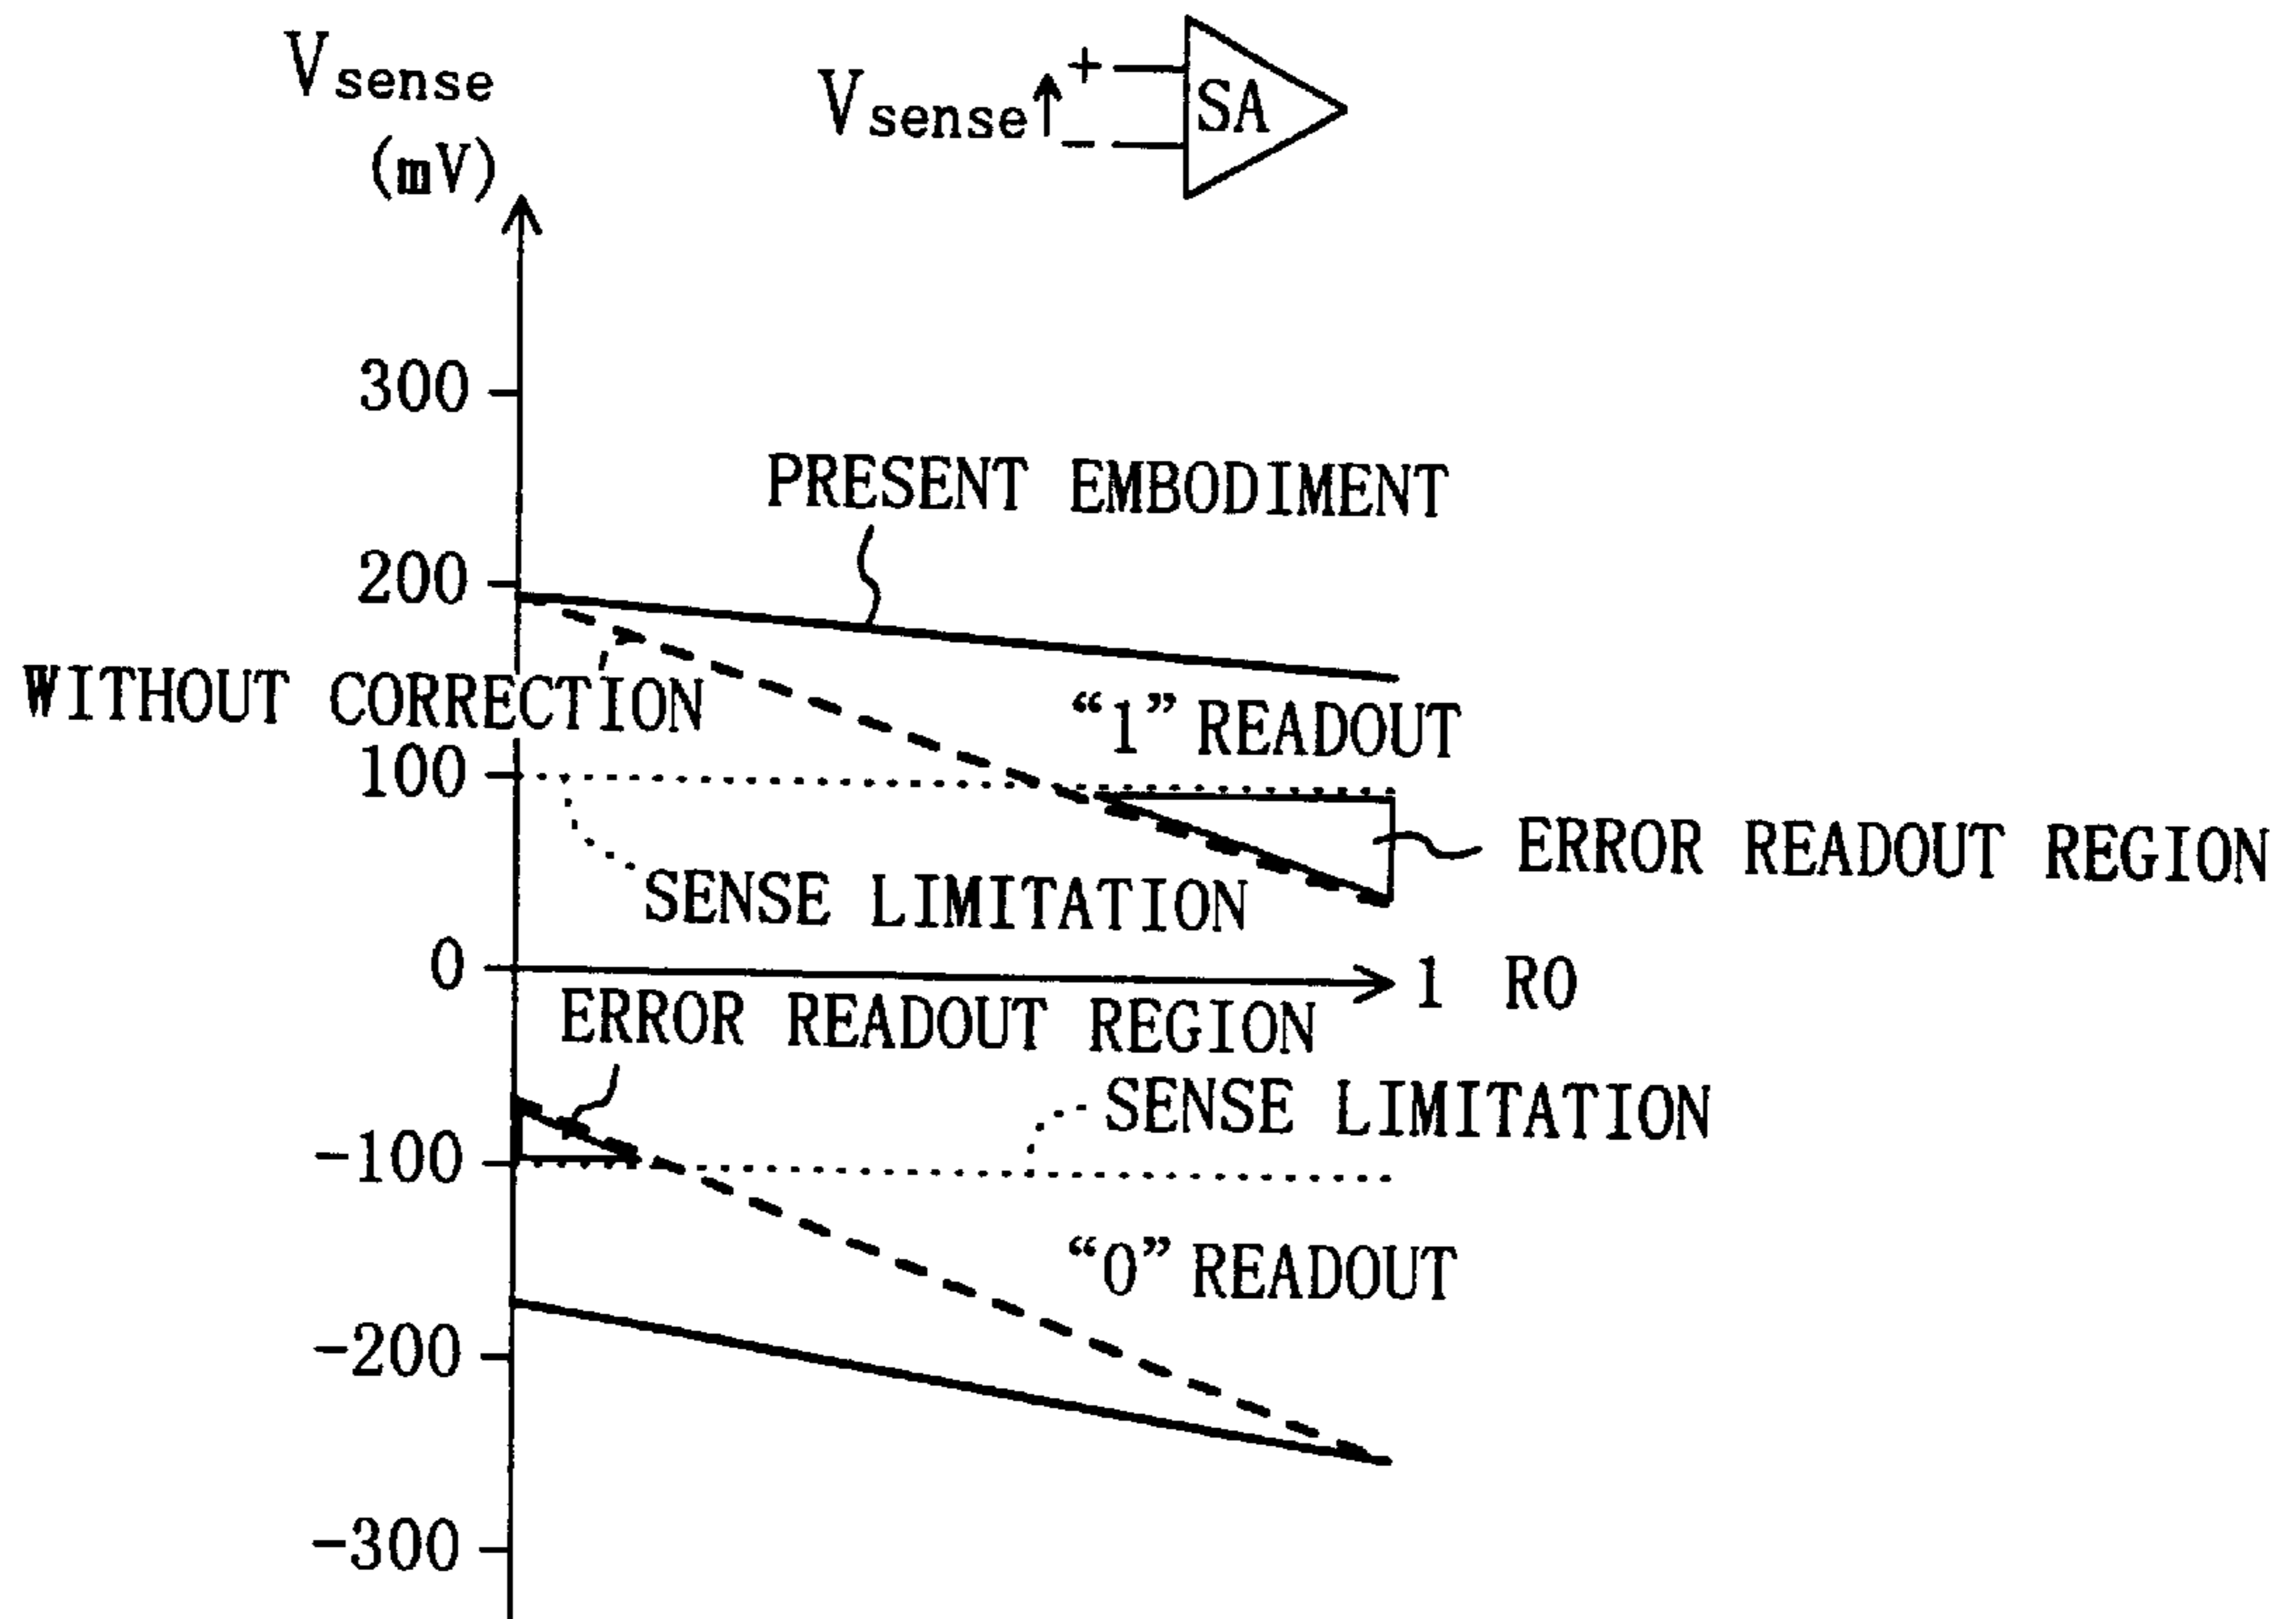 Vsense
(mV)
Vsense
+
−
SA
300
PRESENT EMBODIMENT
200
WITHOUT CORRECTION
“1” READOUT
100
ERROR READOUT REGION
SENSE LIMITATION
0
1 R0
ERROR READOUT REGION
SENSE LIMITATION
-100
“0” READOUT
-200
-300